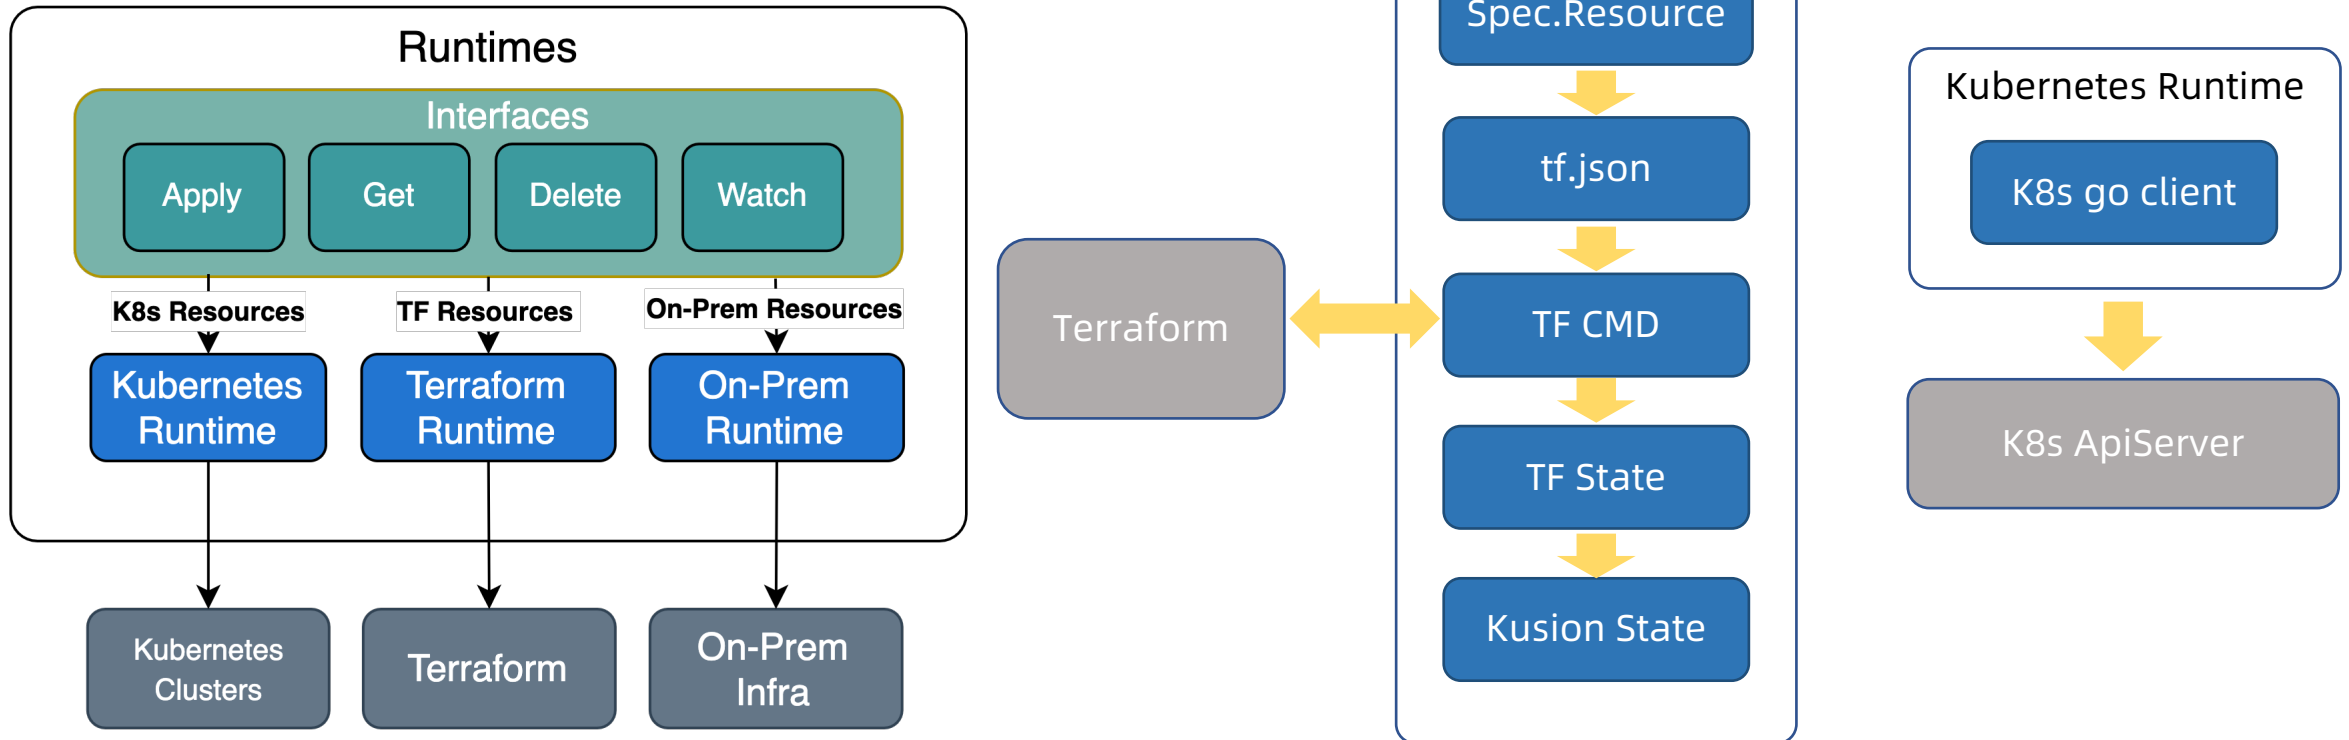 Runtimes
Interfaces
Apply
Get
Delete
Watch
K8s Resources
TF Resources
On-Prem Resources
Kubernetes
Runtime
Terraform
Runtime
On-Prem
Runtime
Kubernetes
Clusters
Terraform
On-Prem
Infra
Terraform
Spec.Resource
tf.json
TF CMD
TF State
Kusion State
Kubernetes Runtime
K8s go client
K8s ApiServer